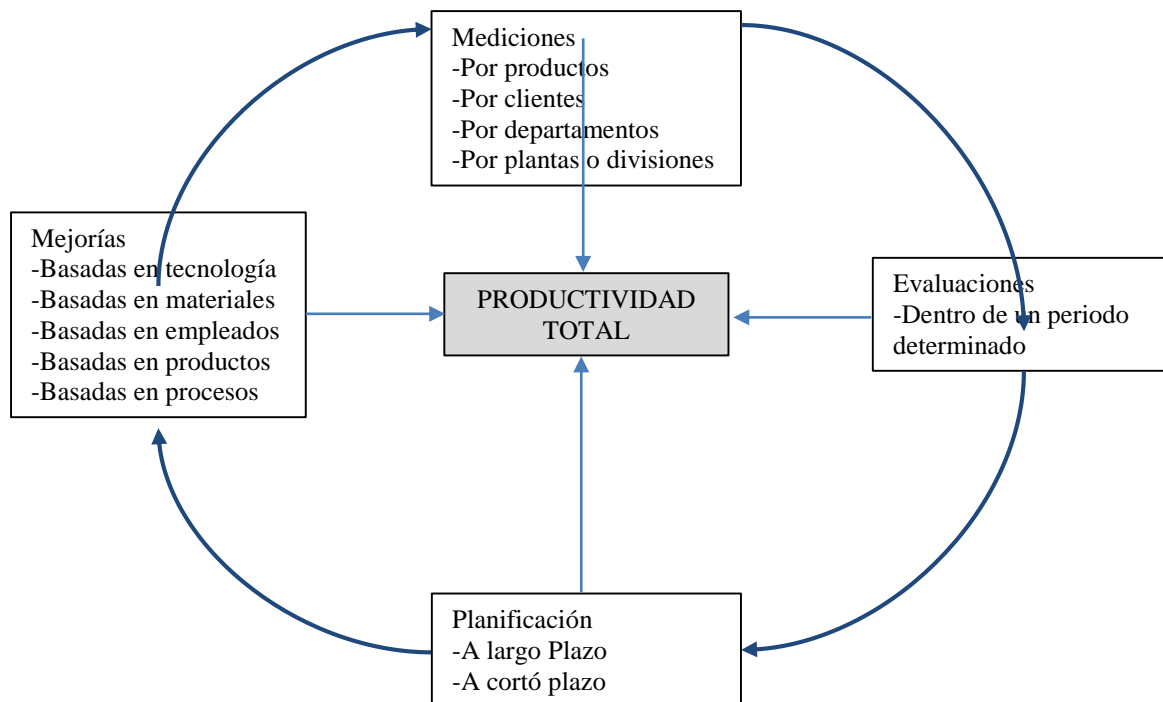 Mediciones
-Por productos
-Por clientes
-Por departamentos
-Por plantas o divisiones
Mejorías
-Basadas en tecnología
-Basadas en materiales
-Basadas en empleados
-Basadas en productos
-Basadas en procesos
PRODUCTIVIDAD
TOTAL
Evaluaciones
-Dentro de un periodo
determinado
Planificación
-A largo Plazo
-A cortó plazo